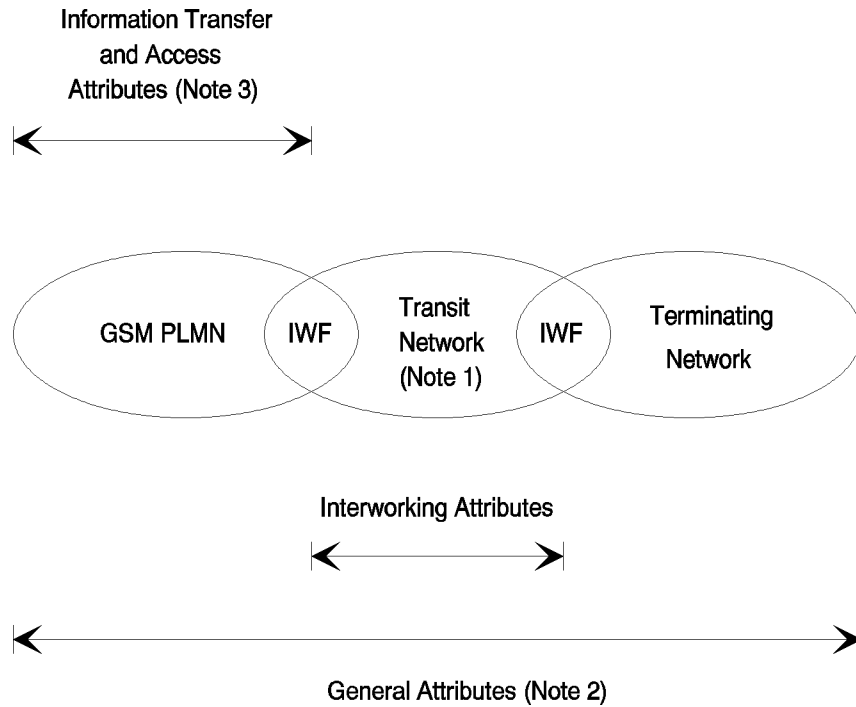 Information Transfer
and Access
Attributes (Note 3)
GSM PLMN
IWF
Transit
Network
(Note 1)
IWF
Terminating
Network
Interworking Attributes
General Attributes (Note 2)